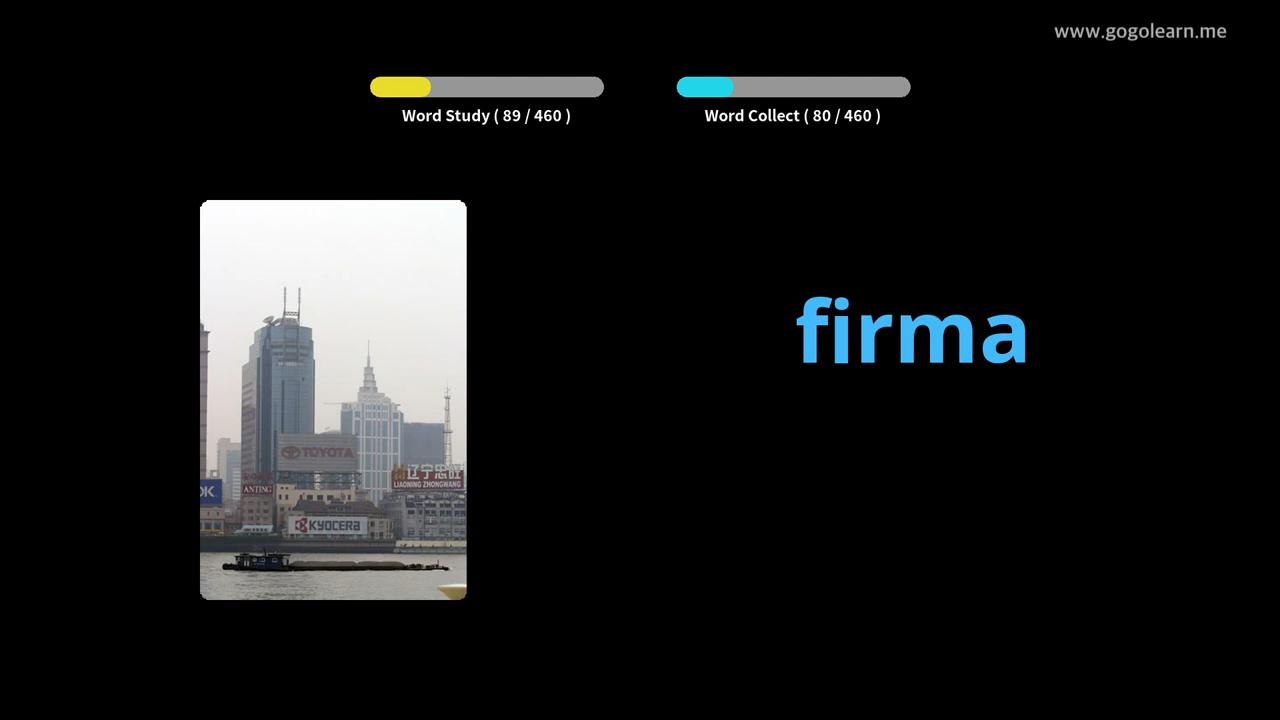 www.gogolearn.me
Word Study ( 89 / 460 )
Word Collect ( 80 / 460 )
firma
TOYOTA
辽宁忠旺
LIAONING ZHONGWANG
ANTING
OK
KYOCERA